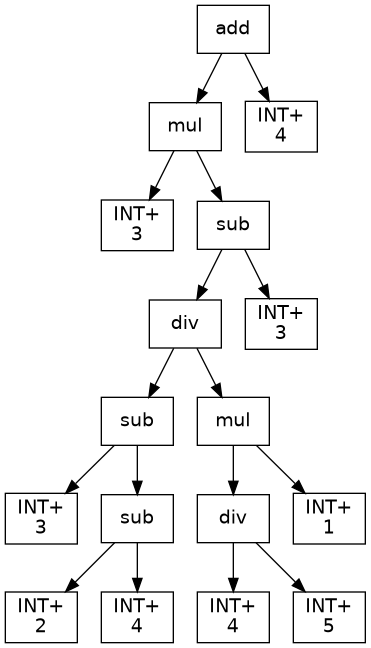 add
mul
INT+
4
INT+
3
sub
div
INT+
3
sub
mul
INT+
3
sub
div
INT+
1
INT+
2
INT+
4
INT+
4
INT+
5